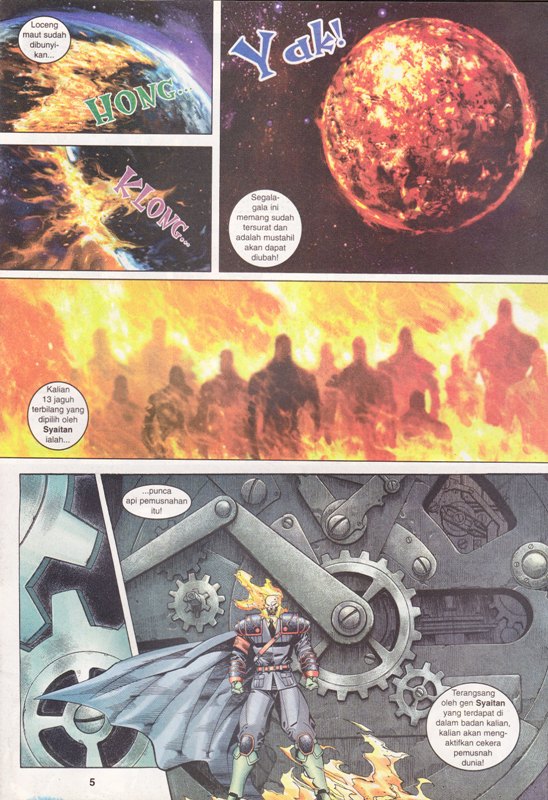 Loceng
maut sudah
dibunyi-
kan...
HONG...
KLONG...
Yak!
Segala-
gala ini
memang sudah
tersurat dan
adalah mustahil
akan dapat
diubah!
Kalian
13 jaguh
terbilang yang
dipilih oleh
Syaitan
ialah...
...punca
api pemusnahan
itu!
Terangsang
oleh gen Syaitan
yang terdapat di
dalam badan kalian,
kalian akan meng-
aktifkan cekera
pemusnah
dunia!
5